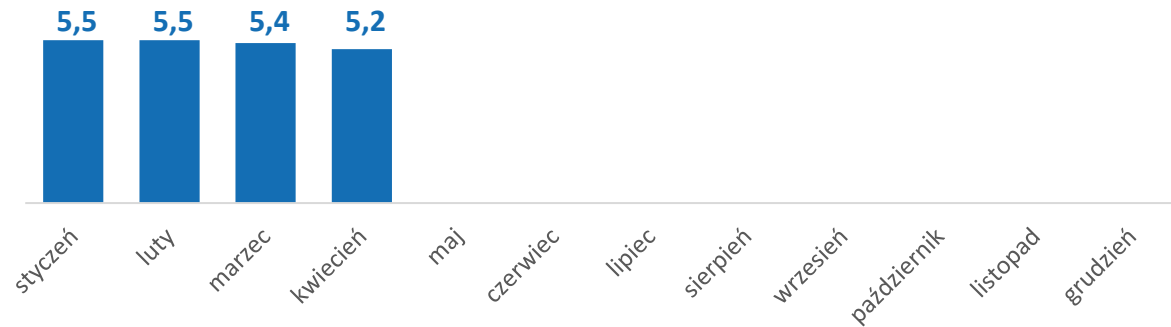 5,5 5,5 5,4 5,2
styczeń luty marzec kwiecień maj czerwiec lipiec sierpień wrzesień październik listopad grudzień